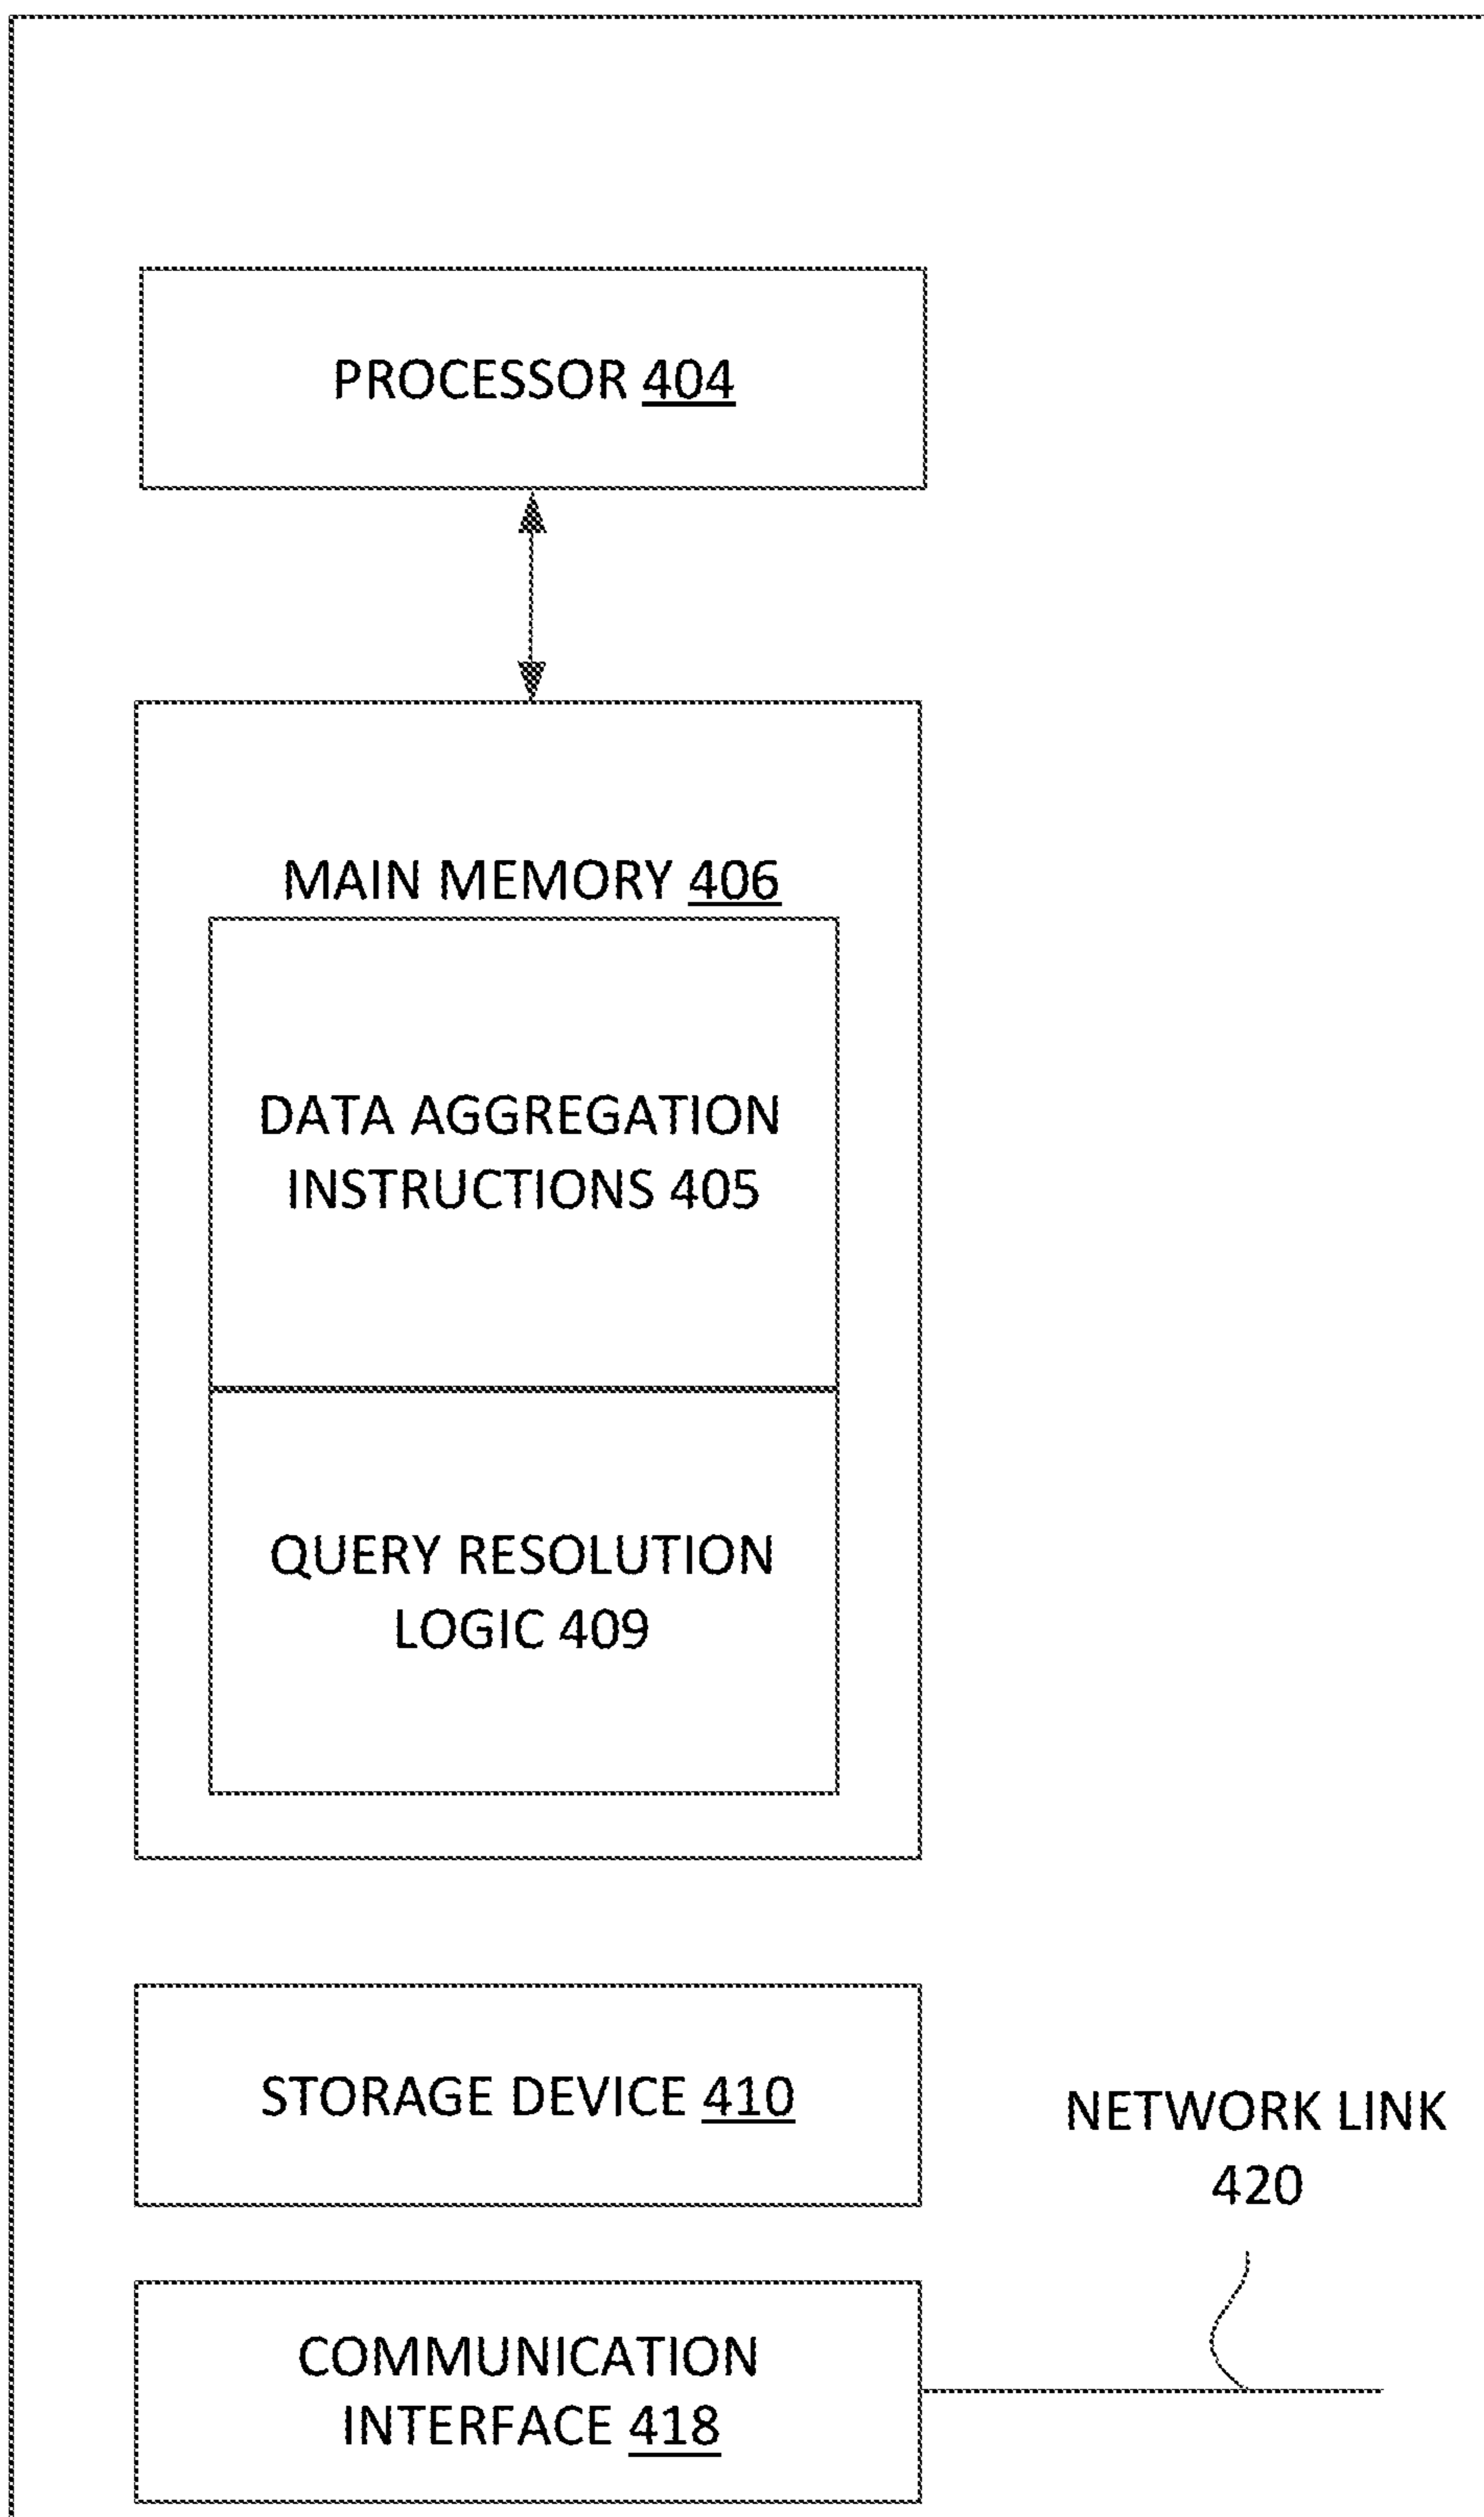 PROCESSOR 404
MAIN MEMORY 406
DATA AGGREGATION
INSTRUCTIONS 405
QUERY RESOLUTION
LOGIC 409
STORAGE DEVICE 410
NETWORK LINK
420
COMMUNICATION
INTERFACE 418